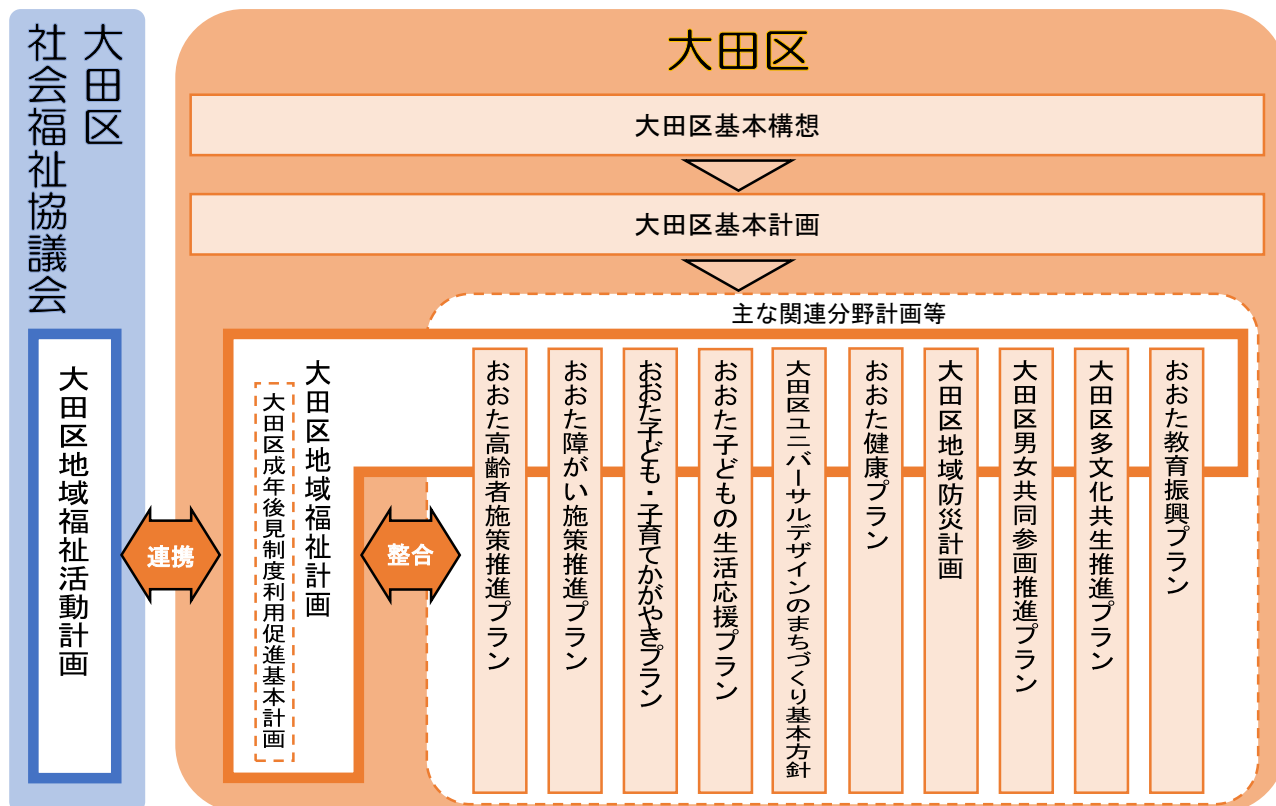 大田区
社会福祉協議会
大田区地域福祉活動計画
連携
大田区
大田区基本構想
大田区基本計画
主な関連分野計画等
大田区地域福祉計画
大田区成年後見制度利用促進基本計画
整合
おおた高齢者施策推進プラン
おおた障がい施策推進プラン
おおた子ども・子育てかがやきプラン
おおた子どもの生活応援プラン
大田区ユニバーサルデザインのまちづくり基本方針
おおた健康プラン
大田区地域防災計画
大田区男女共同参画推進プラン
大田区多文化共生推進プラン
おおた教育振興プラン